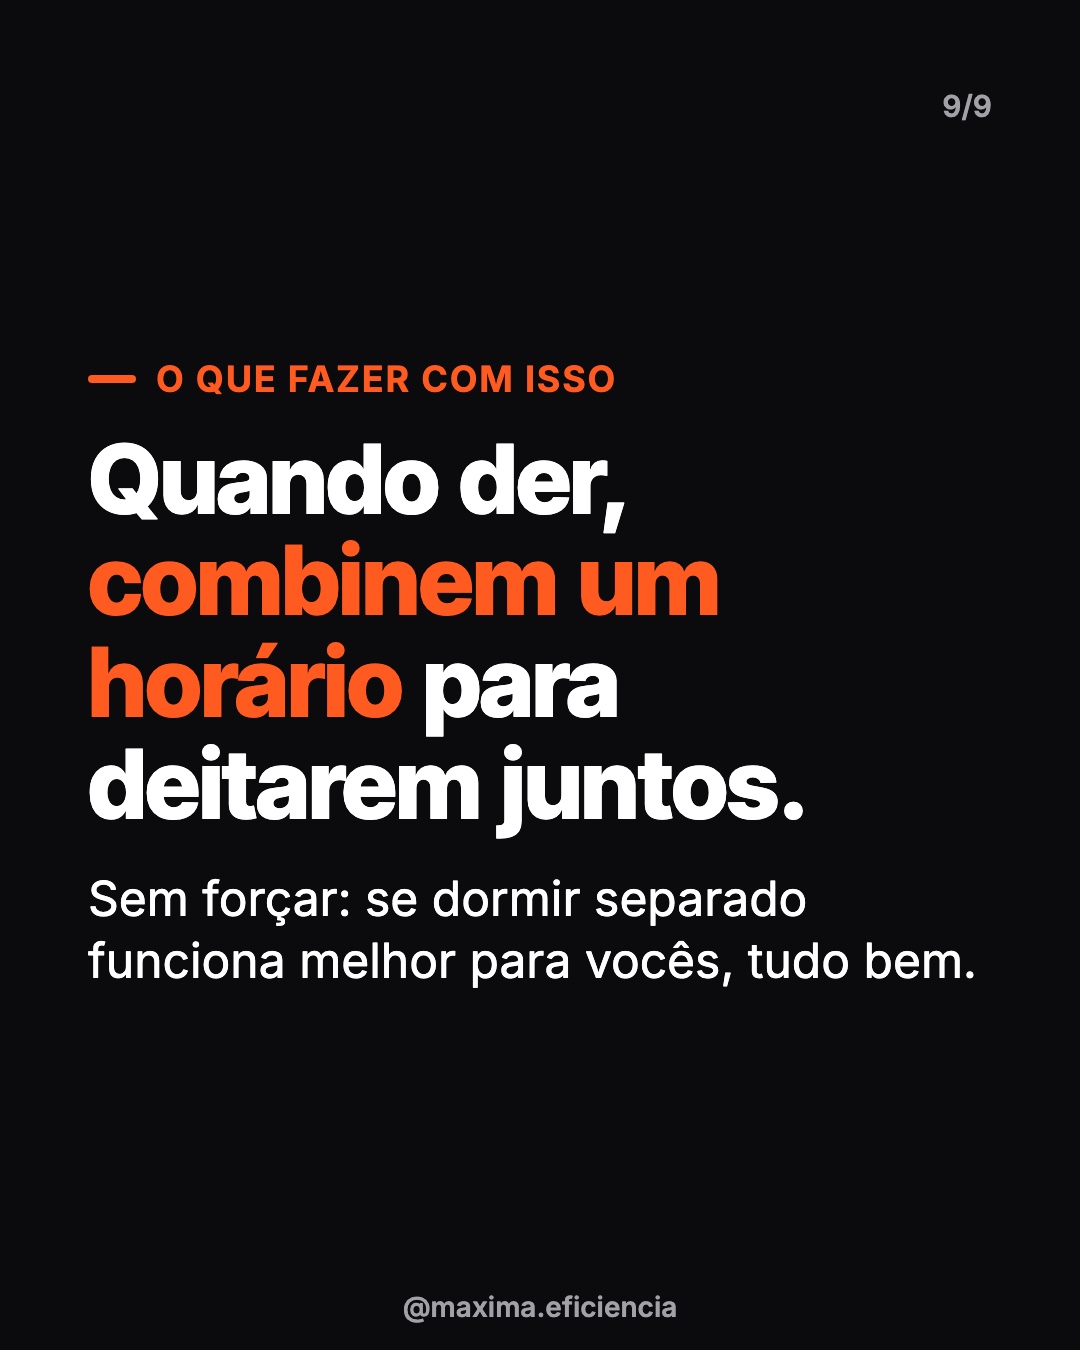 9/9
O QUE FAZER COM ISSO
Quando der,
combinem um
horário para
deitarem juntos.
Sem forçar: se dormir separado
funciona melhor para vocês, tudo bem.
@maxima.eficiencia